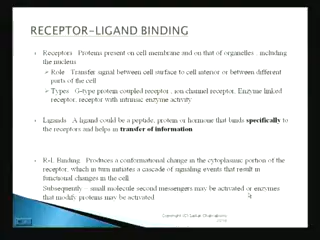 RECEPTOR-LIGAND BINDING
Receptors : Proteins present on cell membrane and on that of organelles , including
the nucleus
Role : Transfer signal between cell surface to cell interior or between different
parts of the cell
Types : G-type protein coupled receptor , ion channel receptor, Enzyme linked
receptor, receptor with intrinsic enzyme activity
Ligands : A ligand could be a peptide, protein or hormone that binds specifically to
the receptors and helps in transfer of information
R-L Binding : Produces a conformational change in the cytoplasmic portion of the
receptor, which in turn initiates a cascade of signaling events that result in
functional changes in the cell
Subsequently – small molecule second messengers may be activated or enzymes
that modify proteins may be activated
Copyright (C)